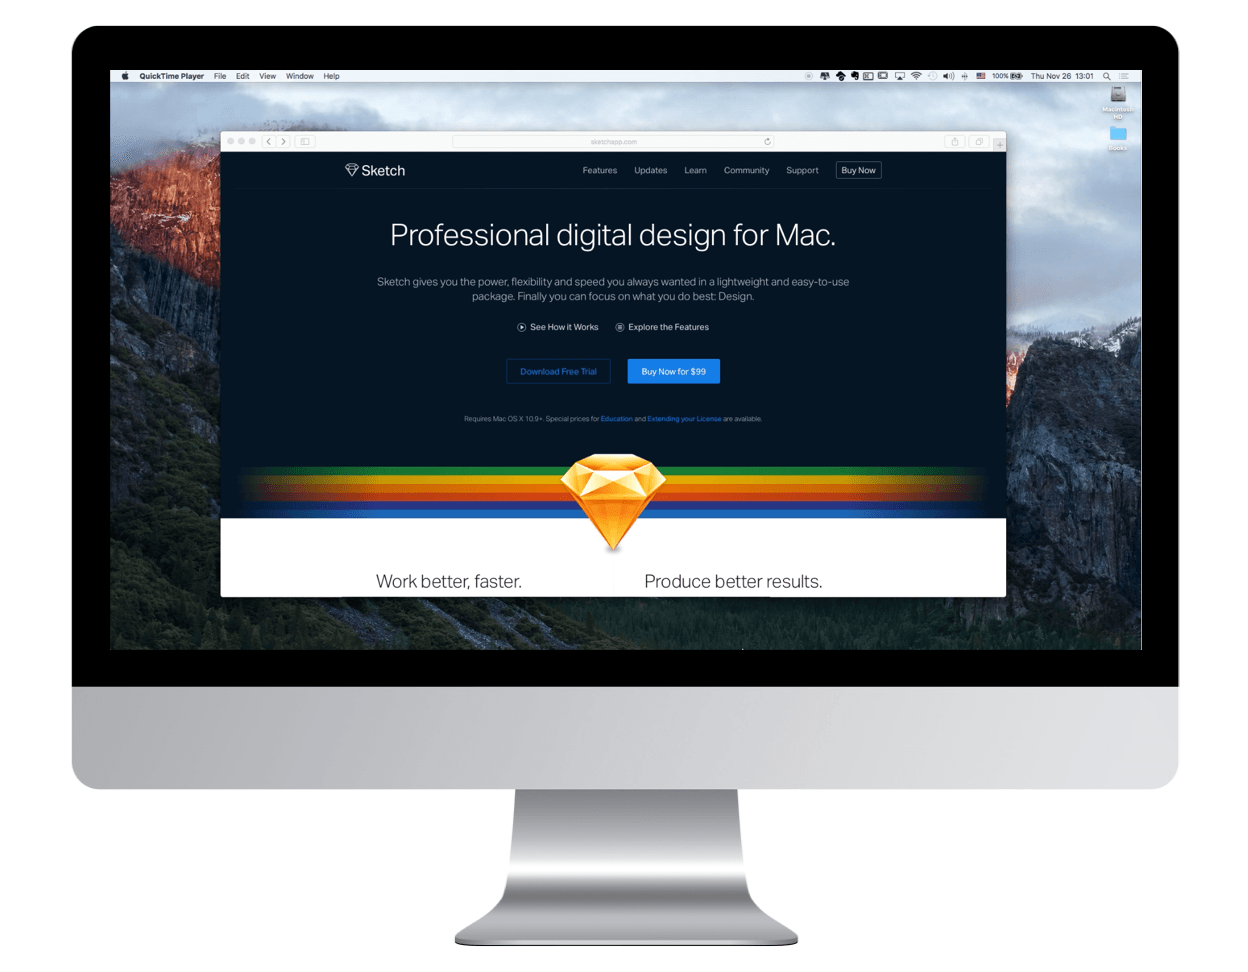 QuickTime Player File Edit View Window Help
100% Thu Nov 26 13:01
Macintosh HD
Books
sketchapp.com
Sketch
Features Updates Learn Community Support Buy Now
Professional digital design for Mac.
Sketch gives you the power, flexibility and speed you always wanted in a lightweight and easy-to-use
package. Finally you can focus on what you do best: Design.
See How it Works Explore the Features
Download Free Trial Buy Now for $99
Requires Mac OS X 10.9+. Special prices for Education and Extending your License are available.
Work better, faster. Produce better results.